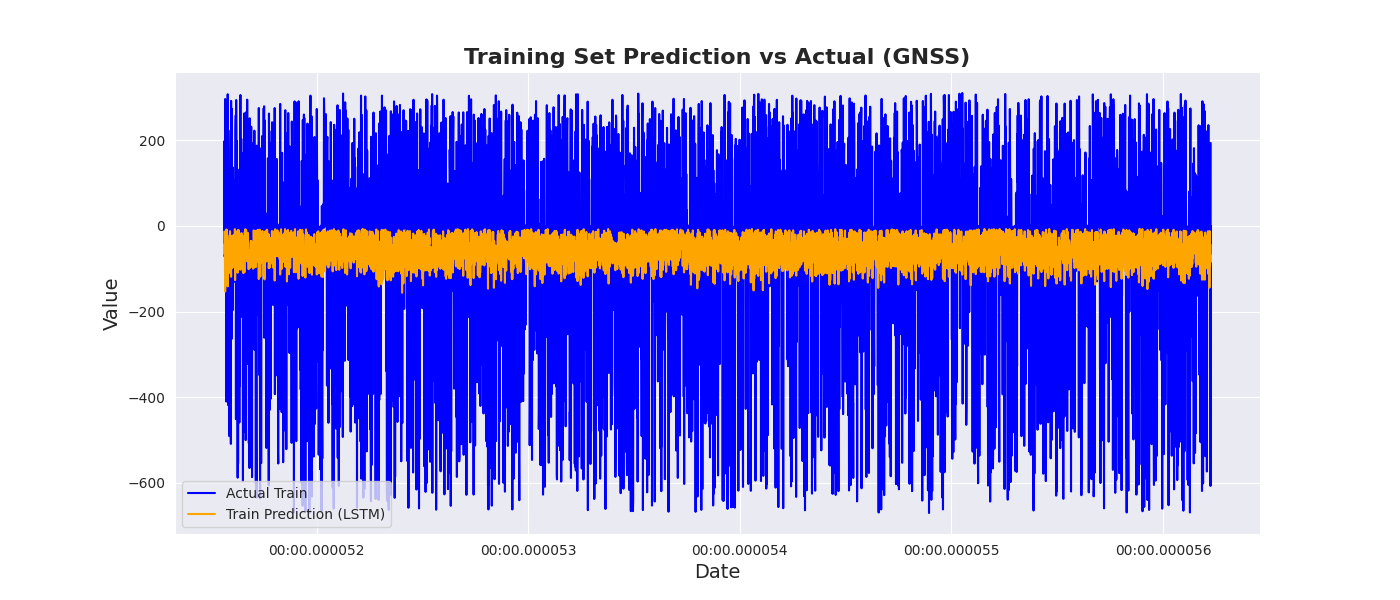 Training Set Prediction vs Actual (GNSS)
Value
200
0
−200
−400
−600
Actual Train
Train Prediction (LSTM)
00:00.000052
00:00.000053
00:00.000054
00:00.000055
00:00.000056
Date